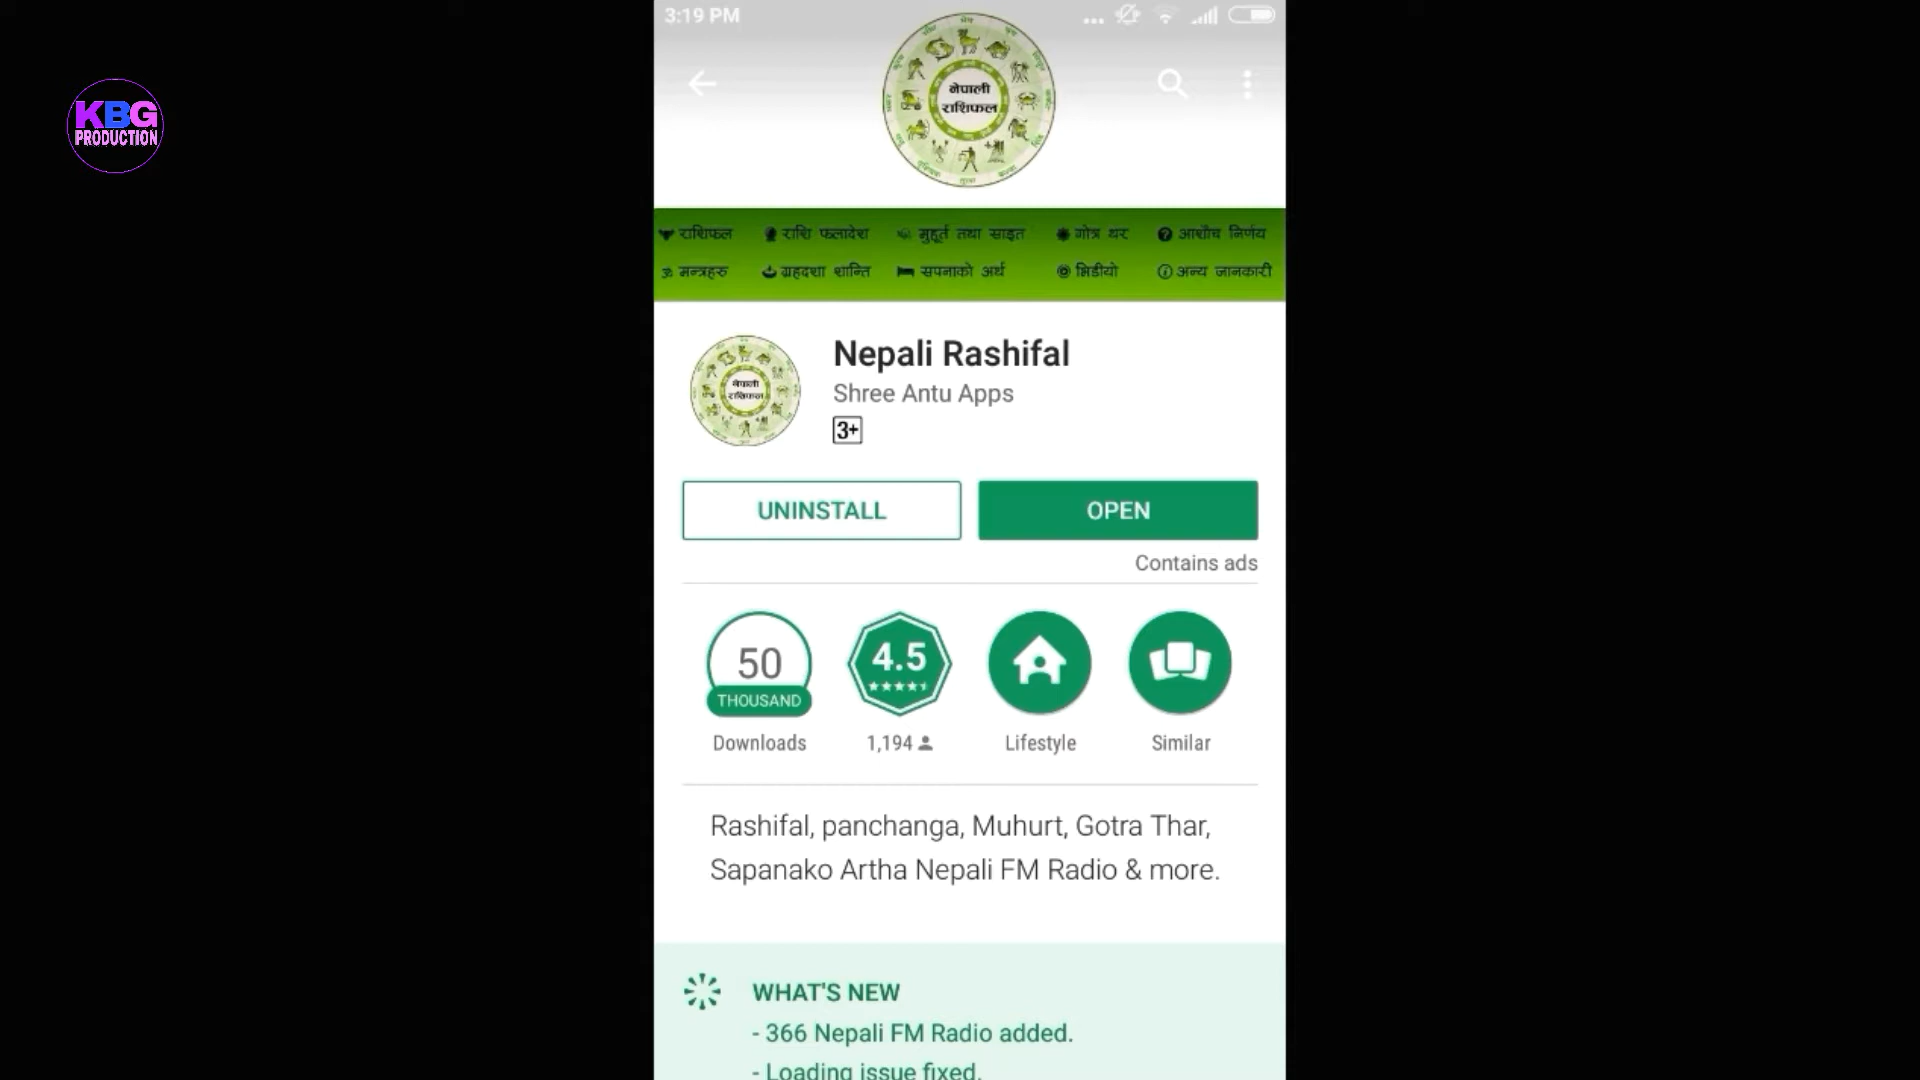 3:19 PM
KBG
PRODUCTION
नेपाली
राशिफल
राशिफल राशि फलादेश मुहूर्त तथा साइत गोत्र थर आशौच निर्णय
मन्त्रहरु ग्रहदशा शान्ति सपनाको अर्थ भिडीयो अन्य जानकारी
नेपाली
राशिफल
Nepali Rashifal
Shree Antu Apps
3+
UNINSTALL OPEN
Contains ads
50 4.5
THOUSAND
Downloads 1,194 Lifestyle Similar
Rashifal, panchanga, Muhurt, Gotra Thar,
Sapanako Artha Nepali FM Radio & more.
WHAT'S NEW
- 366 Nepali FM Radio added.
- Loading issue fixed.